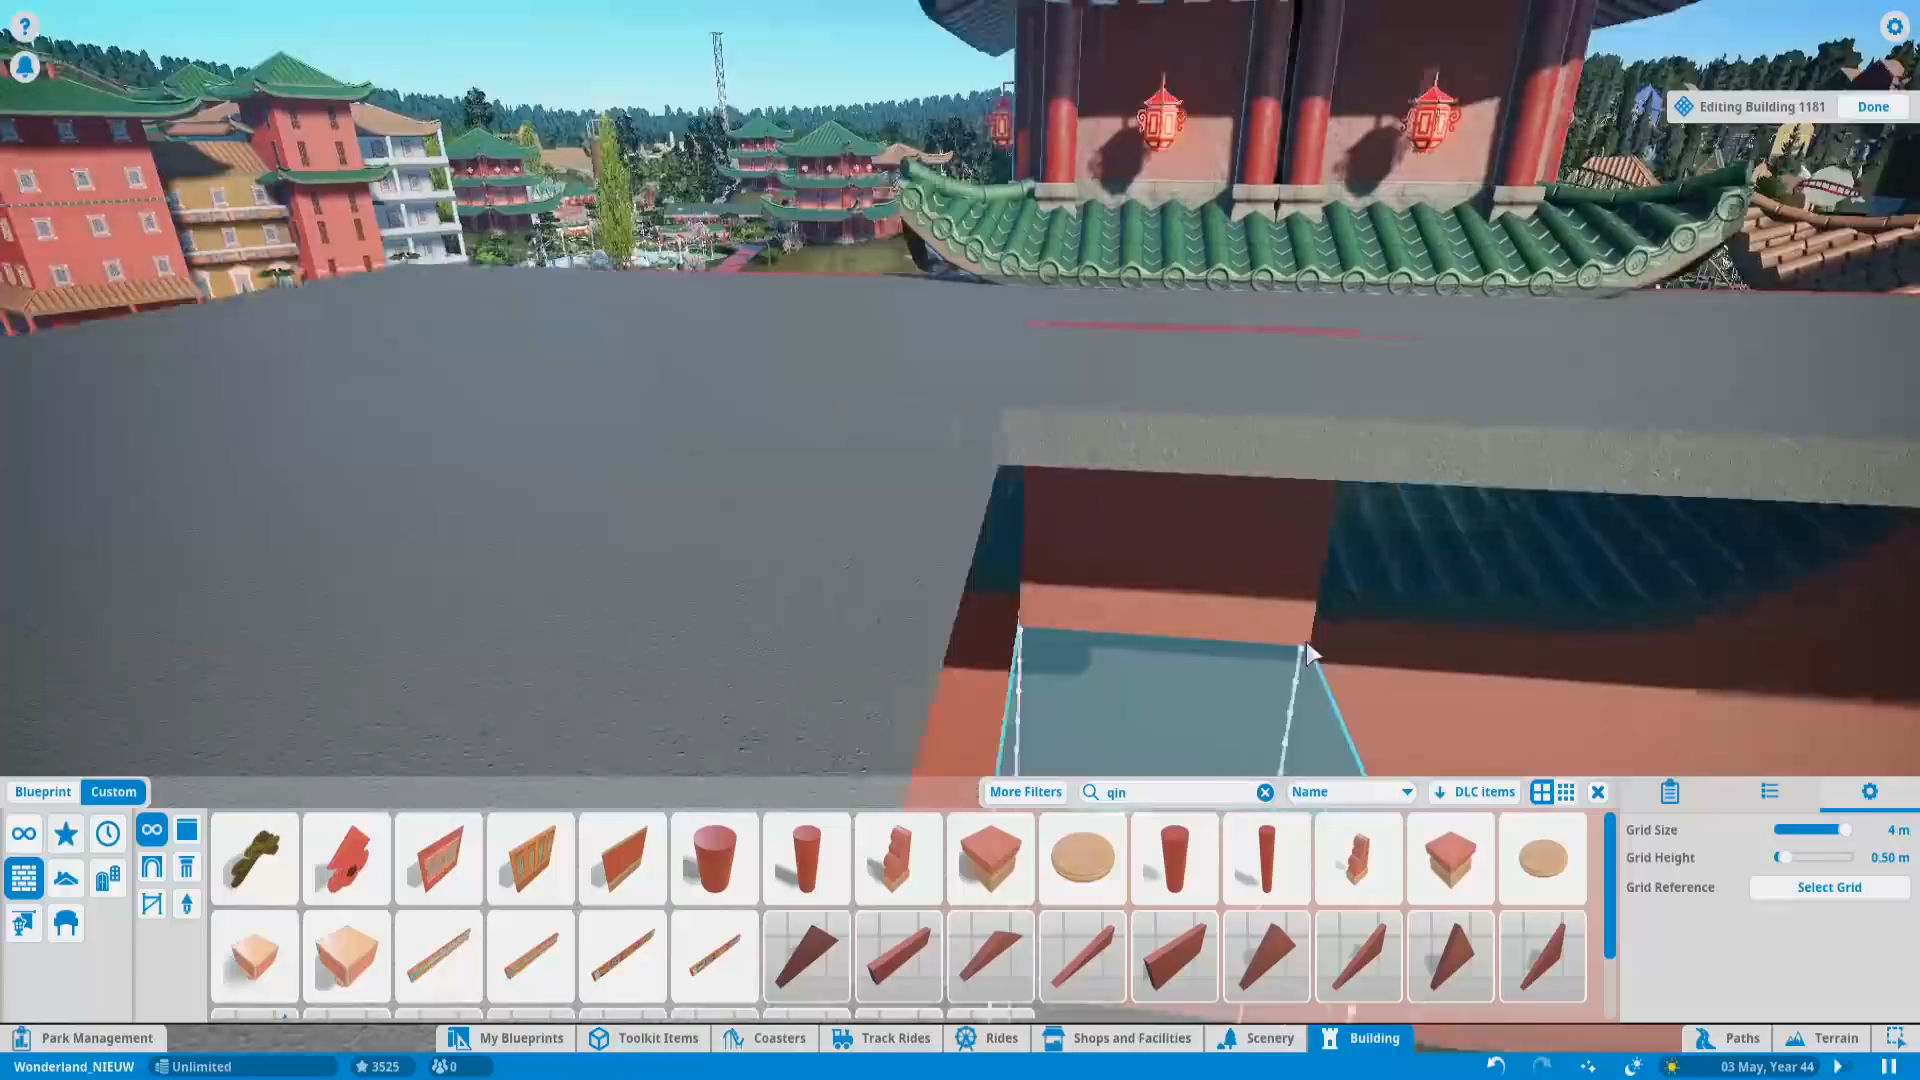 ?
Editing Building 1181 Done
Blueprint Custom
More Filters qin Name DLC items
Grid Size 4 m
Grid Height 0.50 m
Grid Reference Select Grid
Park Management My Blueprints Toolkit Items Coasters Track Rides Rides Shops and Facilities Scenery Building Paths Terrain
Wonderland_NIEUW Unlimited 3525 0 03 May, Year 44